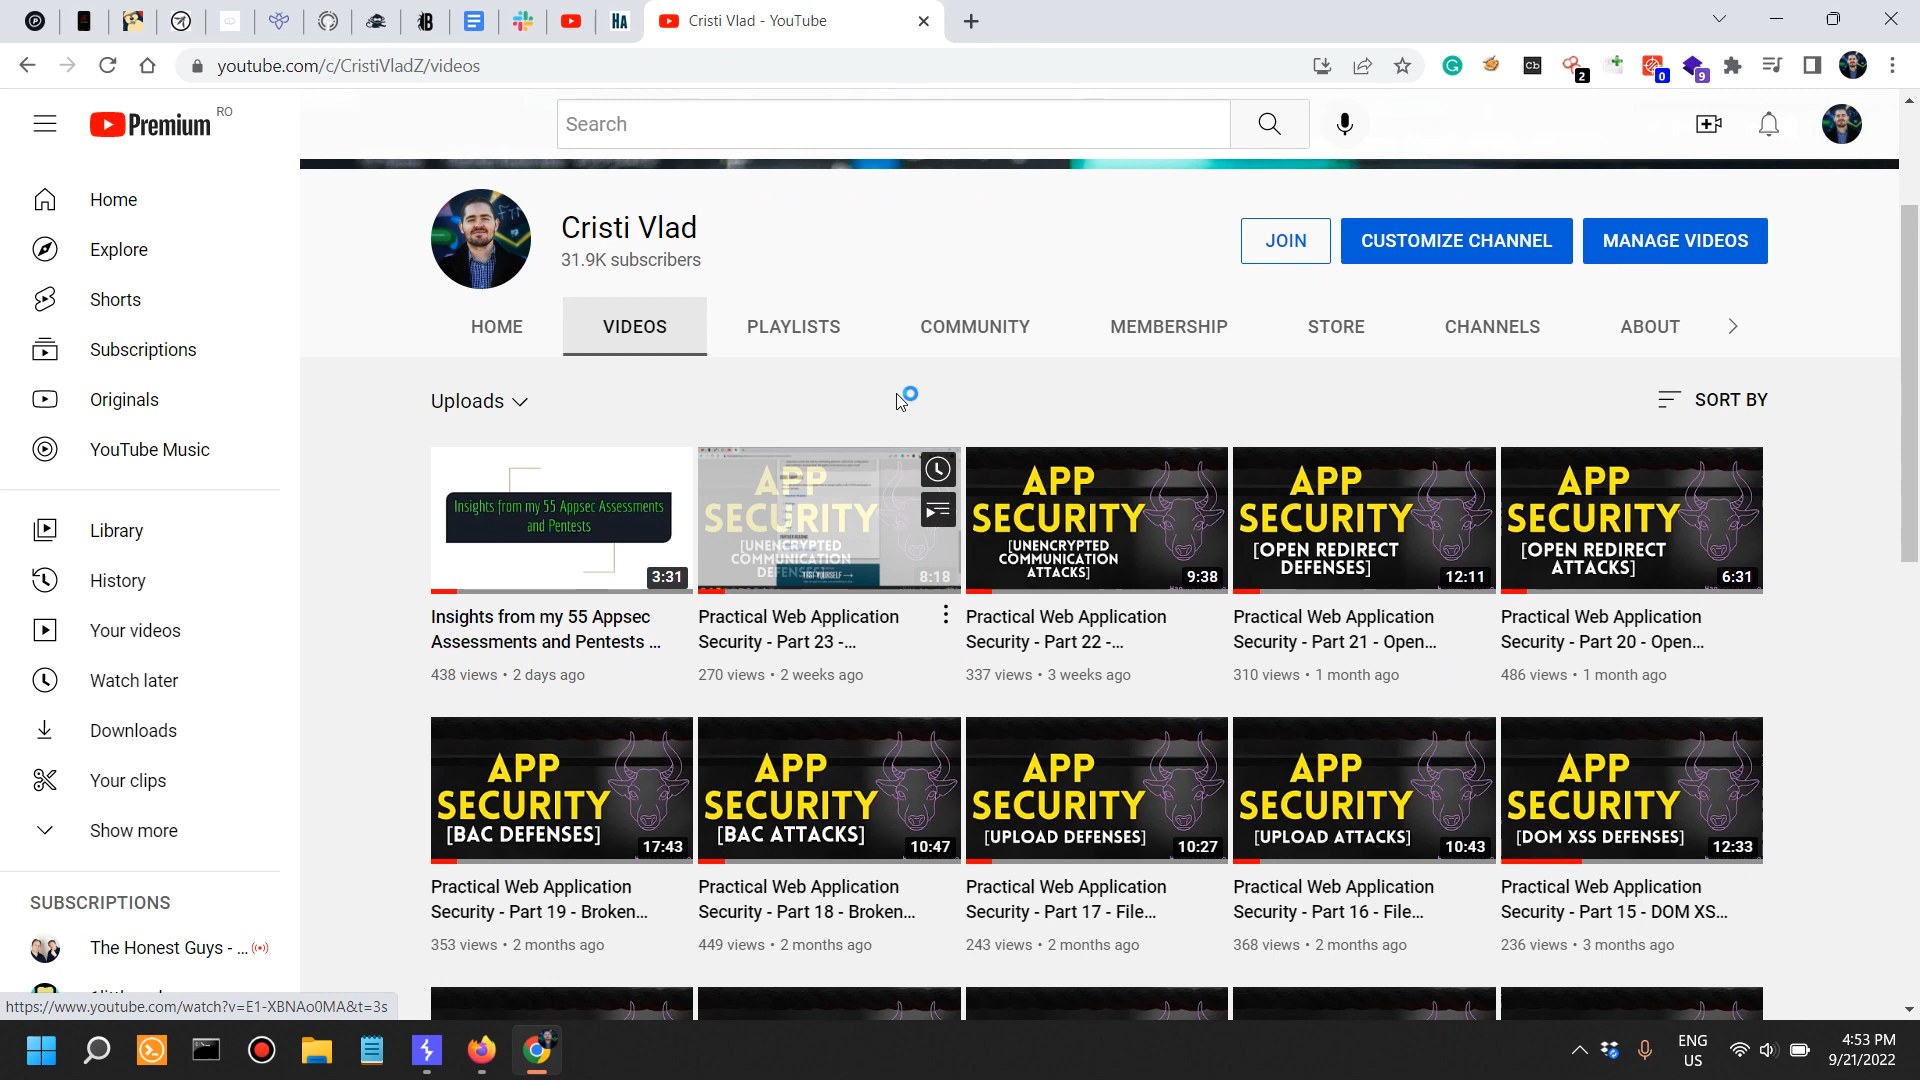 Cristi Vlad - YouTube
youtube.com/c/CristiVladZ/videos
Cb
2
0
9
Premium
RO
Search
Home
Explore
Shorts
Subscriptions
Originals
YouTube Music
Library
History
Your videos
Watch later
Downloads
Your clips
Show more
SUBSCRIPTIONS
The Honest Guys - ...
https://www.youtube.com/watch?v=E1-XBNAo0MA&t=3s
Cristi Vlad
31.9K subscribers
JOIN
CUSTOMIZE CHANNEL
MANAGE VIDEOS
HOME
VIDEOS
PLAYLISTS
COMMUNITY
MEMBERSHIP
STORE
CHANNELS
ABOUT
Uploads
SORT BY
Insights from my 55 Appsec Assessments
and Pentests
3:31
Insights from my 55 Appsec
Assessments and Pentests ...
438 views • 2 days ago
APP
SECURITY
[UNENCRYPTED
COMMUNICATION
DEFENSES]
TEST YOURSELF
8:18
Practical Web Application
Security - Part 23 -...
270 views • 2 weeks ago
APP
SECURITY
[UNENCRYPTED
COMMUNICATION
ATTACKS]
9:38
Practical Web Application
Security - Part 22 -...
337 views • 3 weeks ago
APP
SECURITY
[OPEN REDIRECT
DEFENSES]
12:11
Practical Web Application
Security - Part 21 - Open...
310 views • 1 month ago
APP
SECURITY
[OPEN REDIRECT
ATTACKS]
6:31
Practical Web Application
Security - Part 20 - Open...
486 views • 1 month ago
APP
SECURITY
[BAC DEFENSES]
17:43
Practical Web Application
Security - Part 19 - Broken...
353 views • 2 months ago
APP
SECURITY
[BAC ATTACKS]
10:47
Practical Web Application
Security - Part 18 - Broken...
449 views • 2 months ago
APP
SECURITY
[UPLOAD DEFENSES]
10:27
Practical Web Application
Security - Part 17 - File...
243 views • 2 months ago
APP
SECURITY
[UPLOAD ATTACKS]
10:43
Practical Web Application
Security - Part 16 - File...
368 views • 2 months ago
APP
SECURITY
[DOM XSS DEFENSES]
12:33
Practical Web Application
Security - Part 15 - DOM XS...
236 views • 3 months ago
ENG
US
4:53 PM
9/21/2022